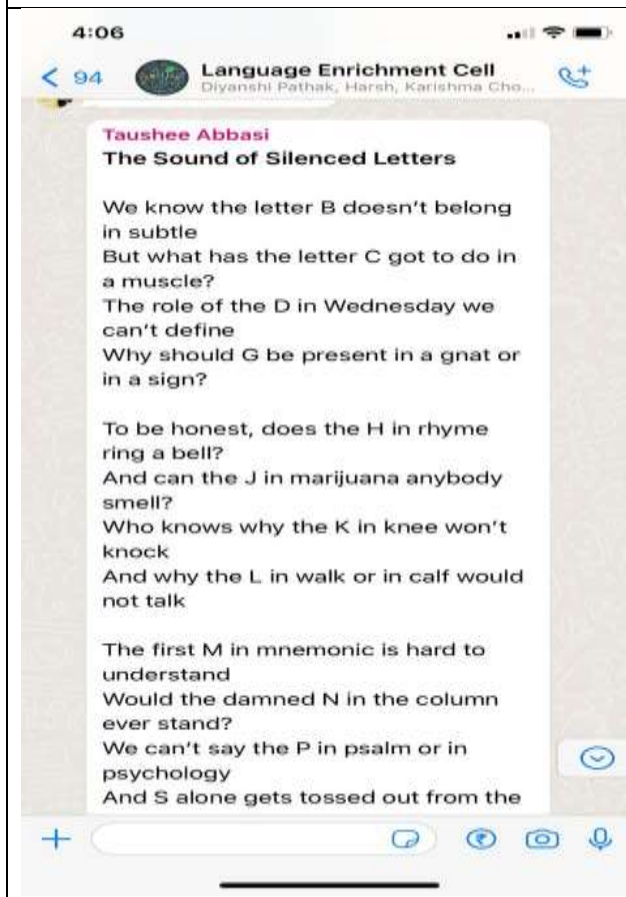 4:06
94
Language Enrichment Cell
Diyanshi Pathak, Harsh, Karishma Cho...
Taushee Abbasi
The Sound of Silenced Letters
We know the letter B doesn't belong
in subtle
But what has the letter C got to do in
a muscle?
The role of the D in Wednesday we
can't define
Why should G be present in a gnat or
in a sign?
To be honest, does the H in rhyme
ring a bell?
And can the J in marijuana anybody
smell?
Who knows why the K in knee won't
knock
And why the L in walk or in calf would
not talk
The first M in mnemonic is hard to
understand
Would the damned N in the column
ever stand?
We can't say the P in psalm or in
psychology
And S alone gets tossed out from the